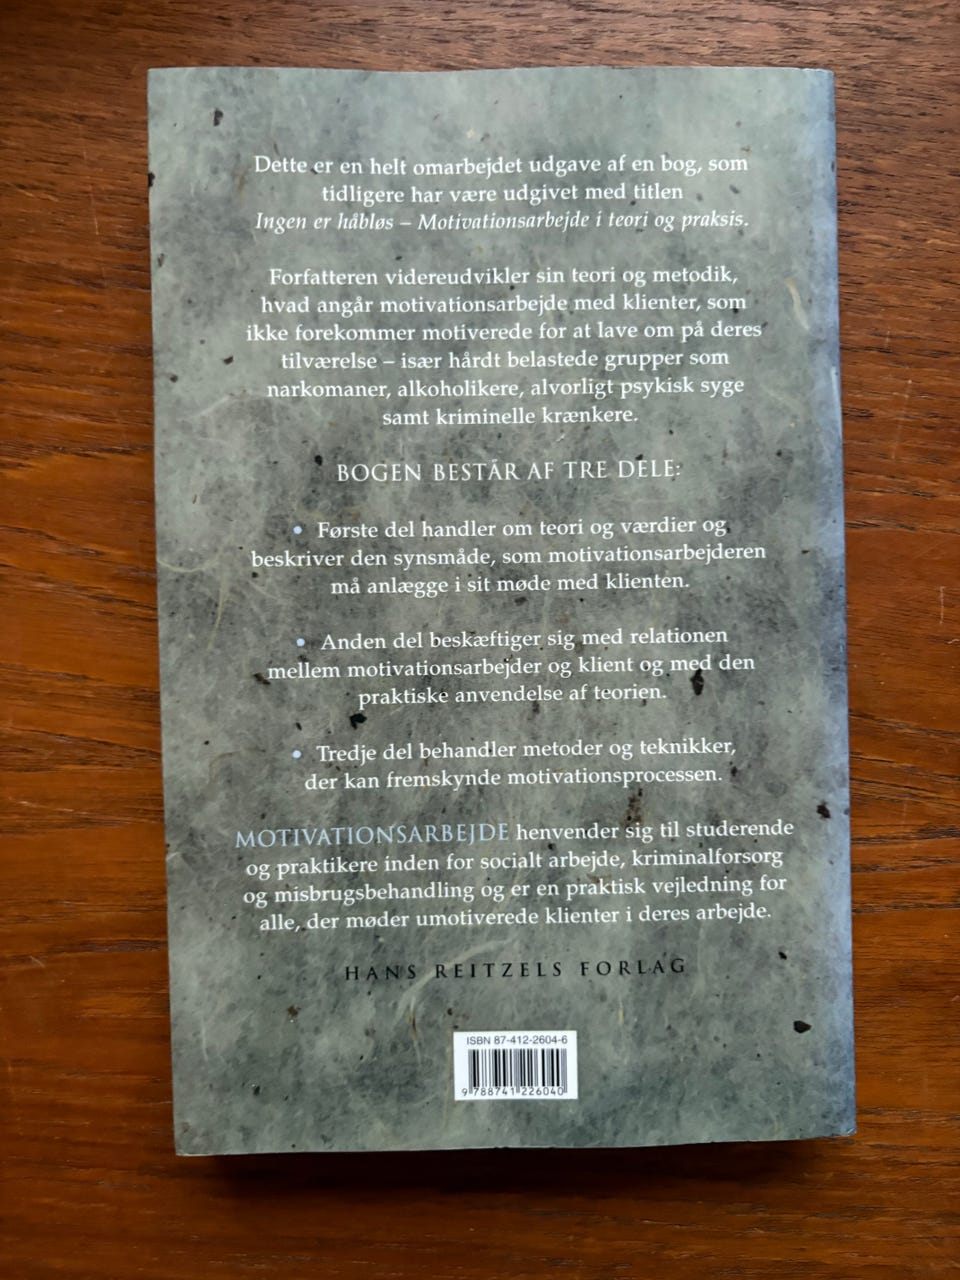 Dette er en helt omarbejdet udgave af en bog, som
tidligere har være udgivet med titlen
Ingen er håbløs – Motivationsarbejde i teori og praksis.
Forfatteren videreudvikler sin teori og metodik,
hvad angår motivationsarbejde med klienter, som
ikke forekommer motiverede for at lave om på deres
tilværelse – især hårdt belastede grupper som
narkomaner, alkoholikere, alvorligt psykisk syge
samt kriminelle krænkere.
BOGEN BESTÅR AF TRE DELE:
• Første del handler om teori og værdier og
beskriver den synsmåde, som motivationsarbejderen
må anlægge i sit møde med klienten.
• Anden del beskæftiger sig med relationen
mellem motivationsarbejder og klient og med den
praktiske anvendelse af teorien.
• Tredje del behandler metoder og teknikker,
der kan fremskynde motivationsprocessen.
MOTIVATIONSARBEJDE henvender sig til studerende
og praktikere inden for socialt arbejde, kriminalforsorg
og misbrugsbehandling og er en praktisk vejledning for
alle, der møder umotiverede klienter i deres arbejde.
HANS REITZELS FORLAG
ISBN 87-412-2604-6
9 788741 226040